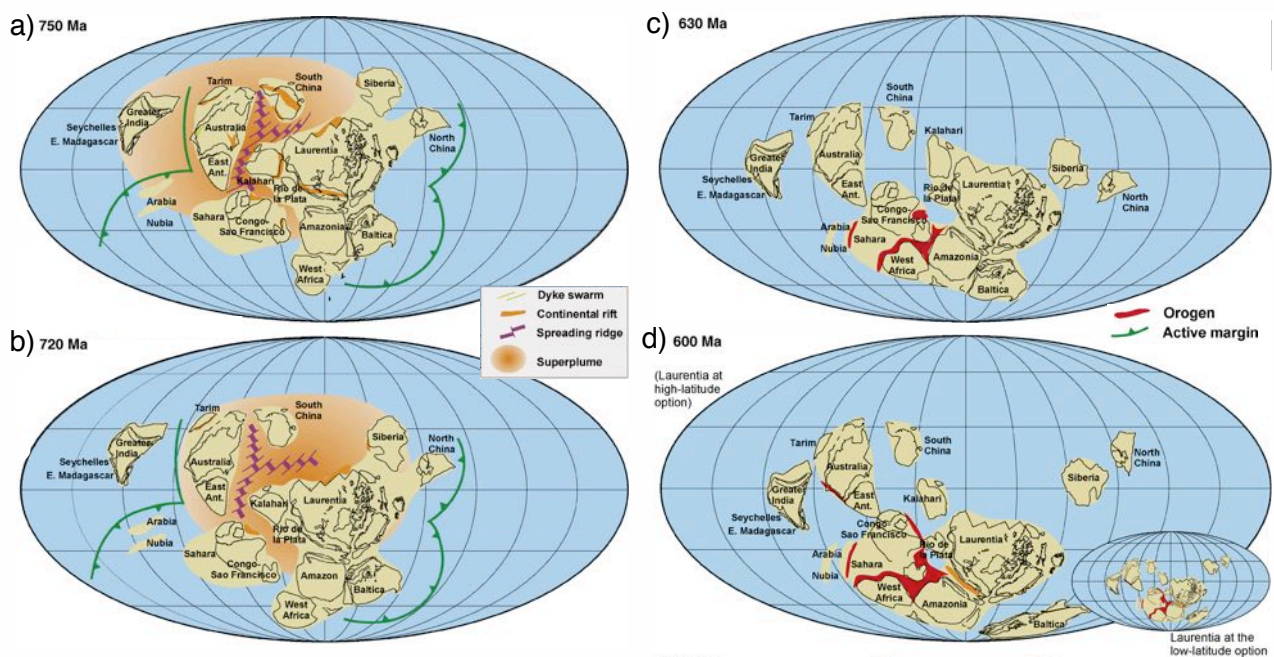 a) 750 Ma
Tarim
South
China
Siberia
Greater
India
Seychelles
E. Madagascar
Australia
East
Ant.
Laurentia
North
China
Kalahari
Rio de
la Plata
Arabia
Nubia
Sahara
Congo-
Sao Francisco
Amazonia
Baltica
West
Africa
Dyke swarm
Continental rift
Spreading ridge
Superplume
b) 720 Ma
Tarim
South
China
Siberia
North
China
Greater
India
Seychelles
E. Madagascar
Australia
East
Ant.
Kalahari
Laurentia
Rio de
la Plata
Arabia
Nubia
Sahara
Congo-
Sao Francisco
Amazon
Baltica
West
Africa
c) 630 Ma
South
China
Tarim
Kalahari
Greater
India
Australia
Siberia
Seychelles
E. Madagascar
East
Ant.
Rio de
la Plata
Laurentia
North
China
Congo-
Sao Francisco
Arabia
Nubia
Sahara
West
Africa
Amazonia
Baltica
Orogen
Active margin
d) 600 Ma
(Laurentia at
high-latitude
option)
Tarim
South
China
North
China
Australia
Siberia
Greater
India
East
Ant.
Kalahari
Seychelles
E. Madagascar
Congo-
Sao Francisco
Rio de
la Plata
Laurentia
Arabia
Nubia
Sahara
West
Africa
Amazonia
Baltica
Laurentia at the
low-latitude option